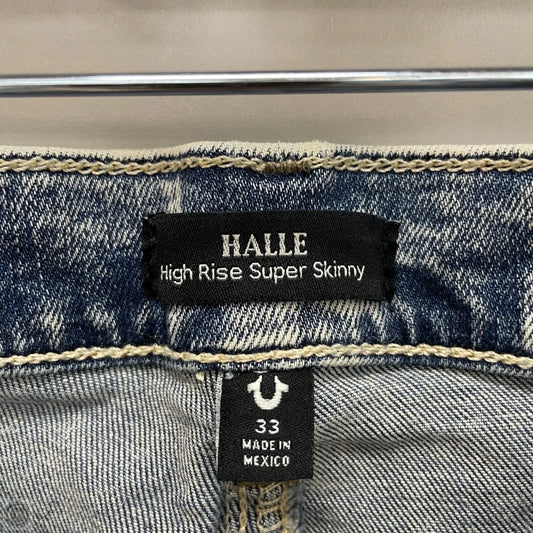 HALLE
High Rise Super Skinny
33
MADE IN
MEXICO